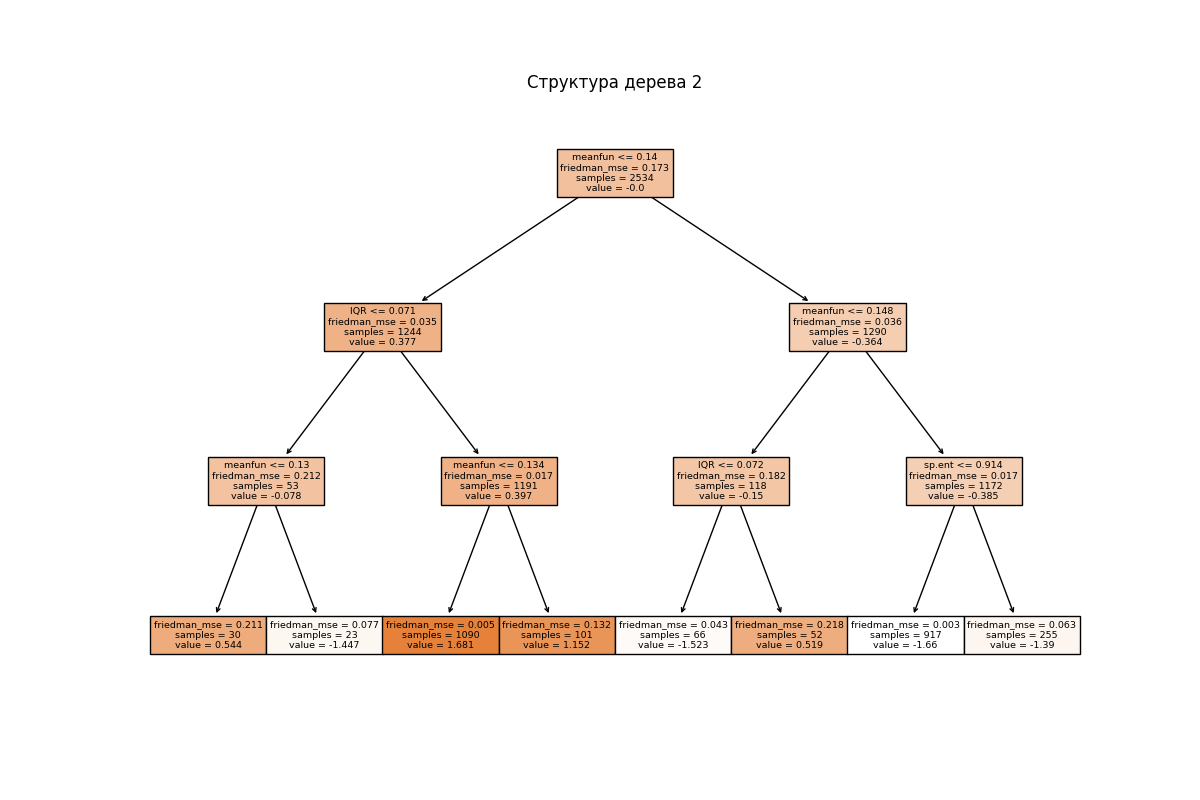 Структура дерева 2
meanfun <= 0.14
friedman_mse = 0.173
samples = 2534
value = -0.0
IQR <= 0.071
friedman_mse = 0.035
samples = 1244
value = 0.377
meanfun <= 0.148
friedman_mse = 0.036
samples = 1290
value = -0.364
meanfun <= 0.13
friedman_mse = 0.212
samples = 53
value = -0.078
meanfun <= 0.134
friedman_mse = 0.017
samples = 1191
value = 0.397
IQR <= 0.072
friedman_mse = 0.182
samples = 118
value = -0.15
sp.ent <= 0.914
friedman_mse = 0.017
samples = 1172
value = -0.385
friedman_mse = 0.211
samples = 30
value = 0.544
friedman_mse = 0.077
samples = 23
value = -1.447
friedman_mse = 0.005
samples = 1090
value = 1.681
friedman_mse = 0.132
samples = 101
value = 1.152
friedman_mse = 0.043
samples = 66
value = -1.523
friedman_mse = 0.218
samples = 52
value = 0.519
friedman_mse = 0.003
samples = 917
value = -1.66
friedman_mse = 0.063
samples = 255
value = -1.39